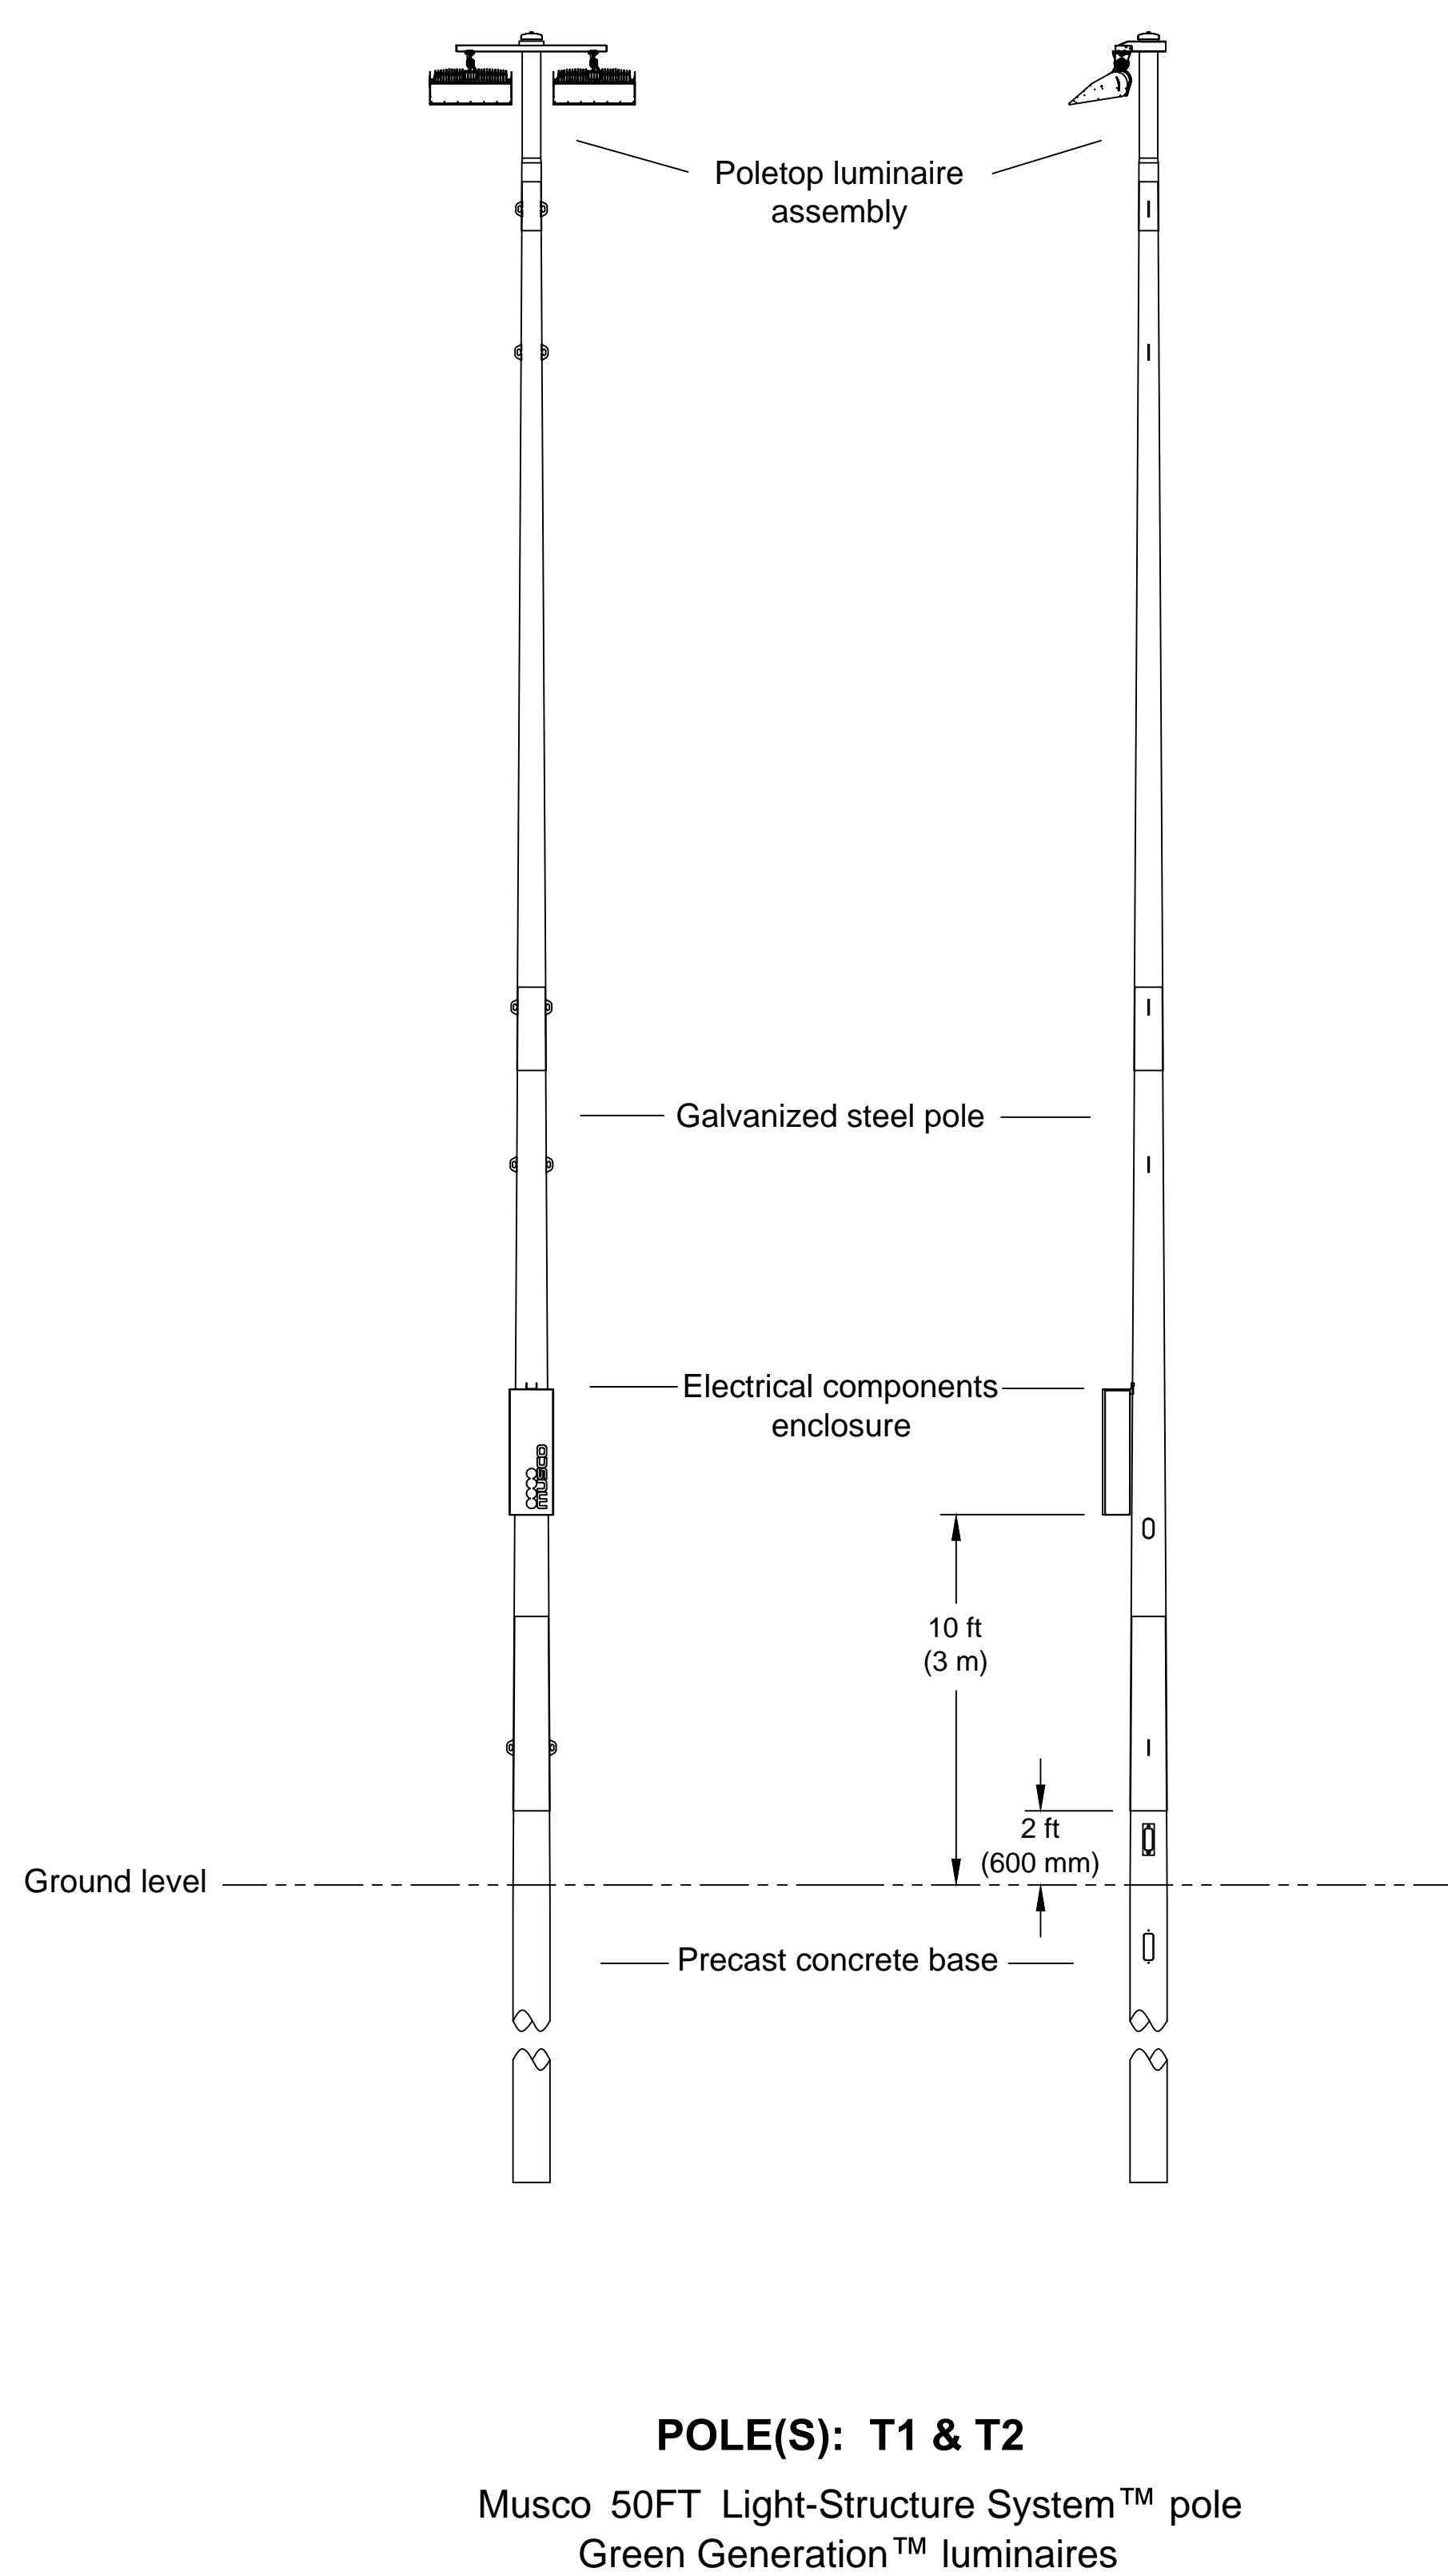 Poletop luminaire
assembly
Galvanized steel pole
Electrical components
enclosure
musco
10 ft
(3 m)
2 ft
(600 mm)
Ground level
Precast concrete base
POLE(S): T1 & T2
Musco 50FT Light-Structure System™ pole
Green Generation™ luminaires